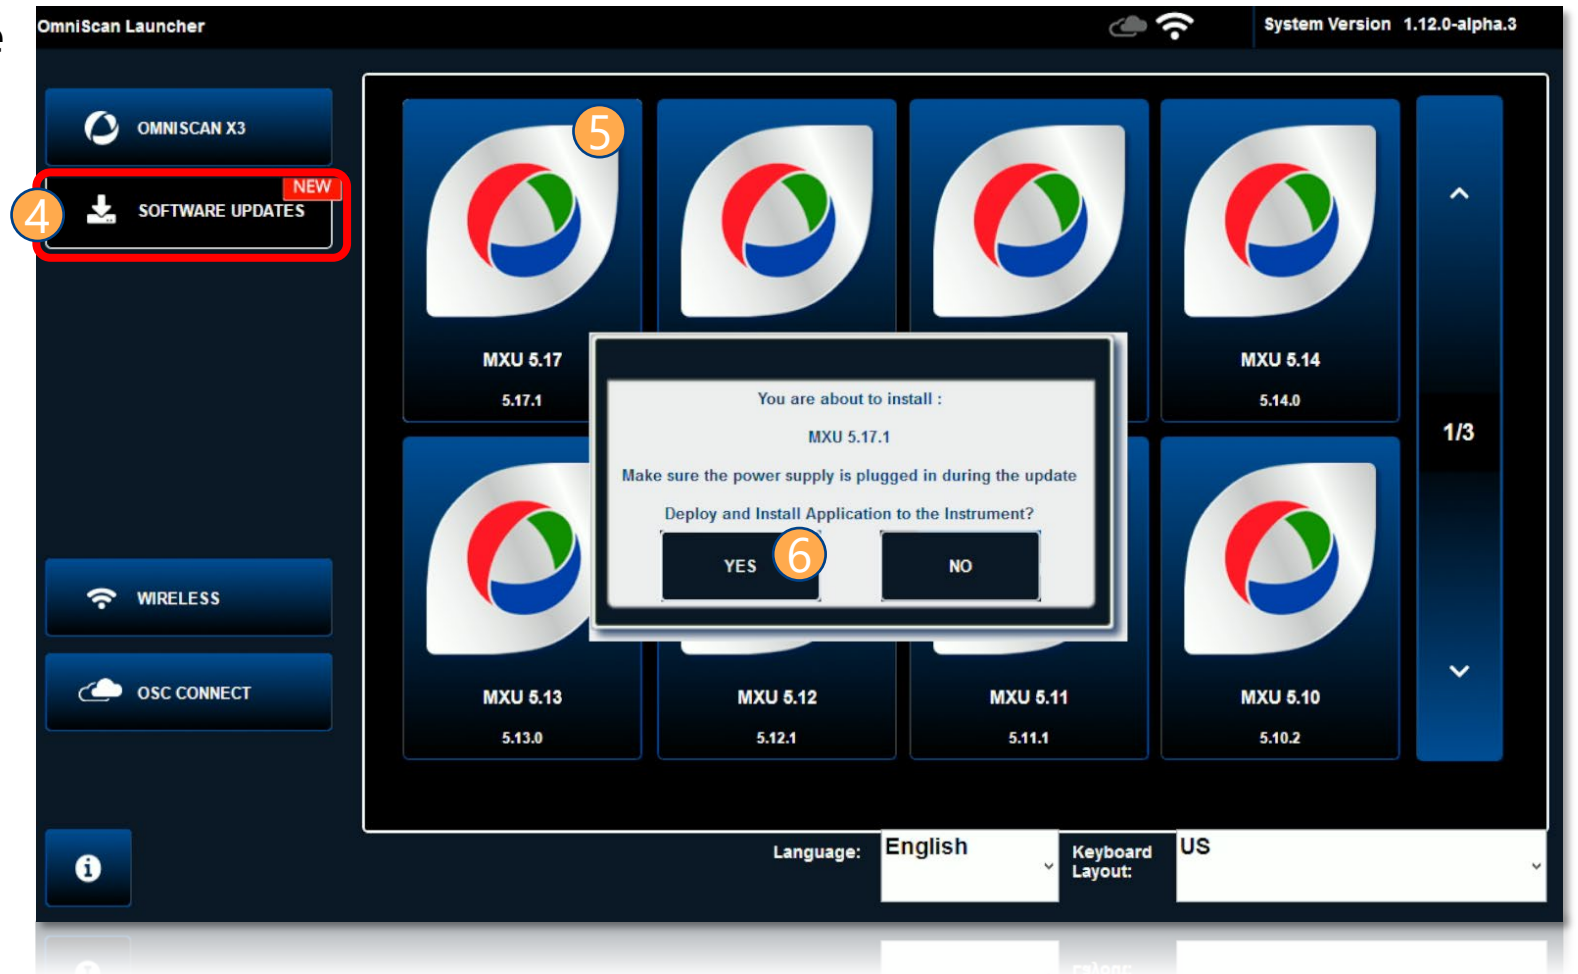 e
OmniScan Launcher
System Version 1.12.0-alpha.3
OMNISCAN X3
5
NEW
4
SOFTWARE UPDATES
MXU 5.17
MXU 5.14
5.17.1
5.14.0
You are about to install :
MXU 5.17.1
Make sure the power supply is plugged in during the update
Deploy and Install Application to the Instrument?
YES
6
NO
1/3
WIRELESS
OSC CONNECT
MXU 5.13
MXU 5.12
MXU 5.11
MXU 5.10
5.13.0
5.12.1
5.11.1
5.10.2
Language:
English
Keyboard
Layout:
US